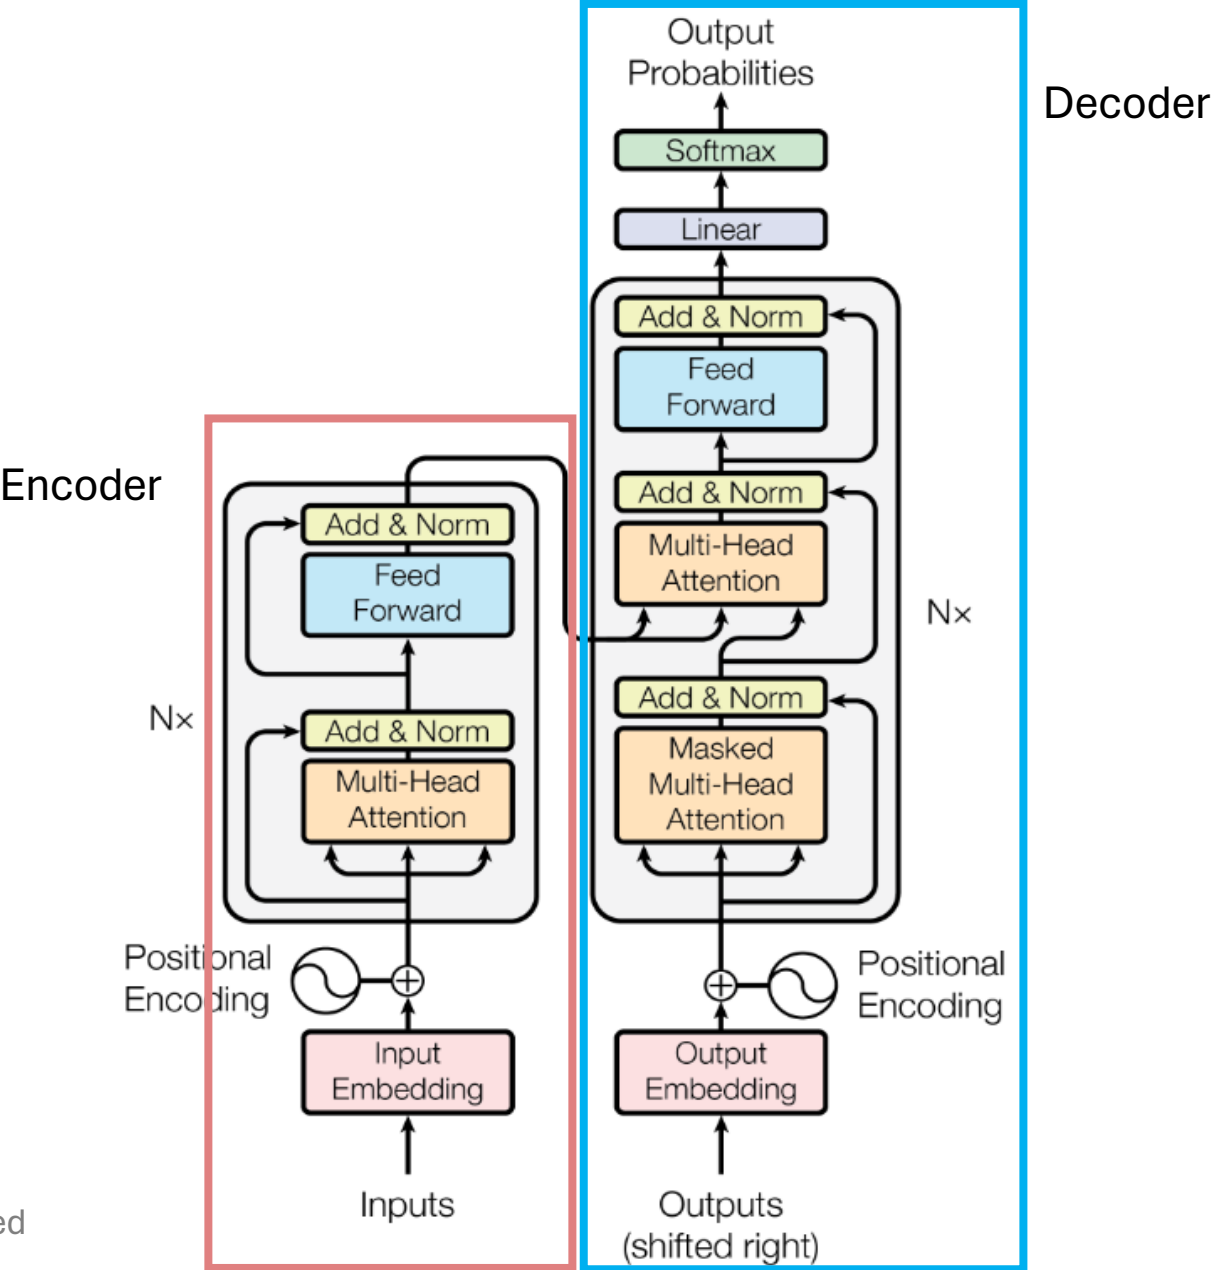 Output
Probabilities
Decoder
Softmax
Linear
Add & Norm
Feed
Forward
Add & Norm
Multi-Head
Attention
Nx
Add & Norm
Masked
Multi-Head
Attention
Positional
Encoding
Output
Embedding
Outputs
(shifted right)
Encoder
Add & Norm
Feed
Forward
Nx
Add & Norm
Multi-Head
Attention
Positional
Encoding
Input
Embedding
Inputs
ed